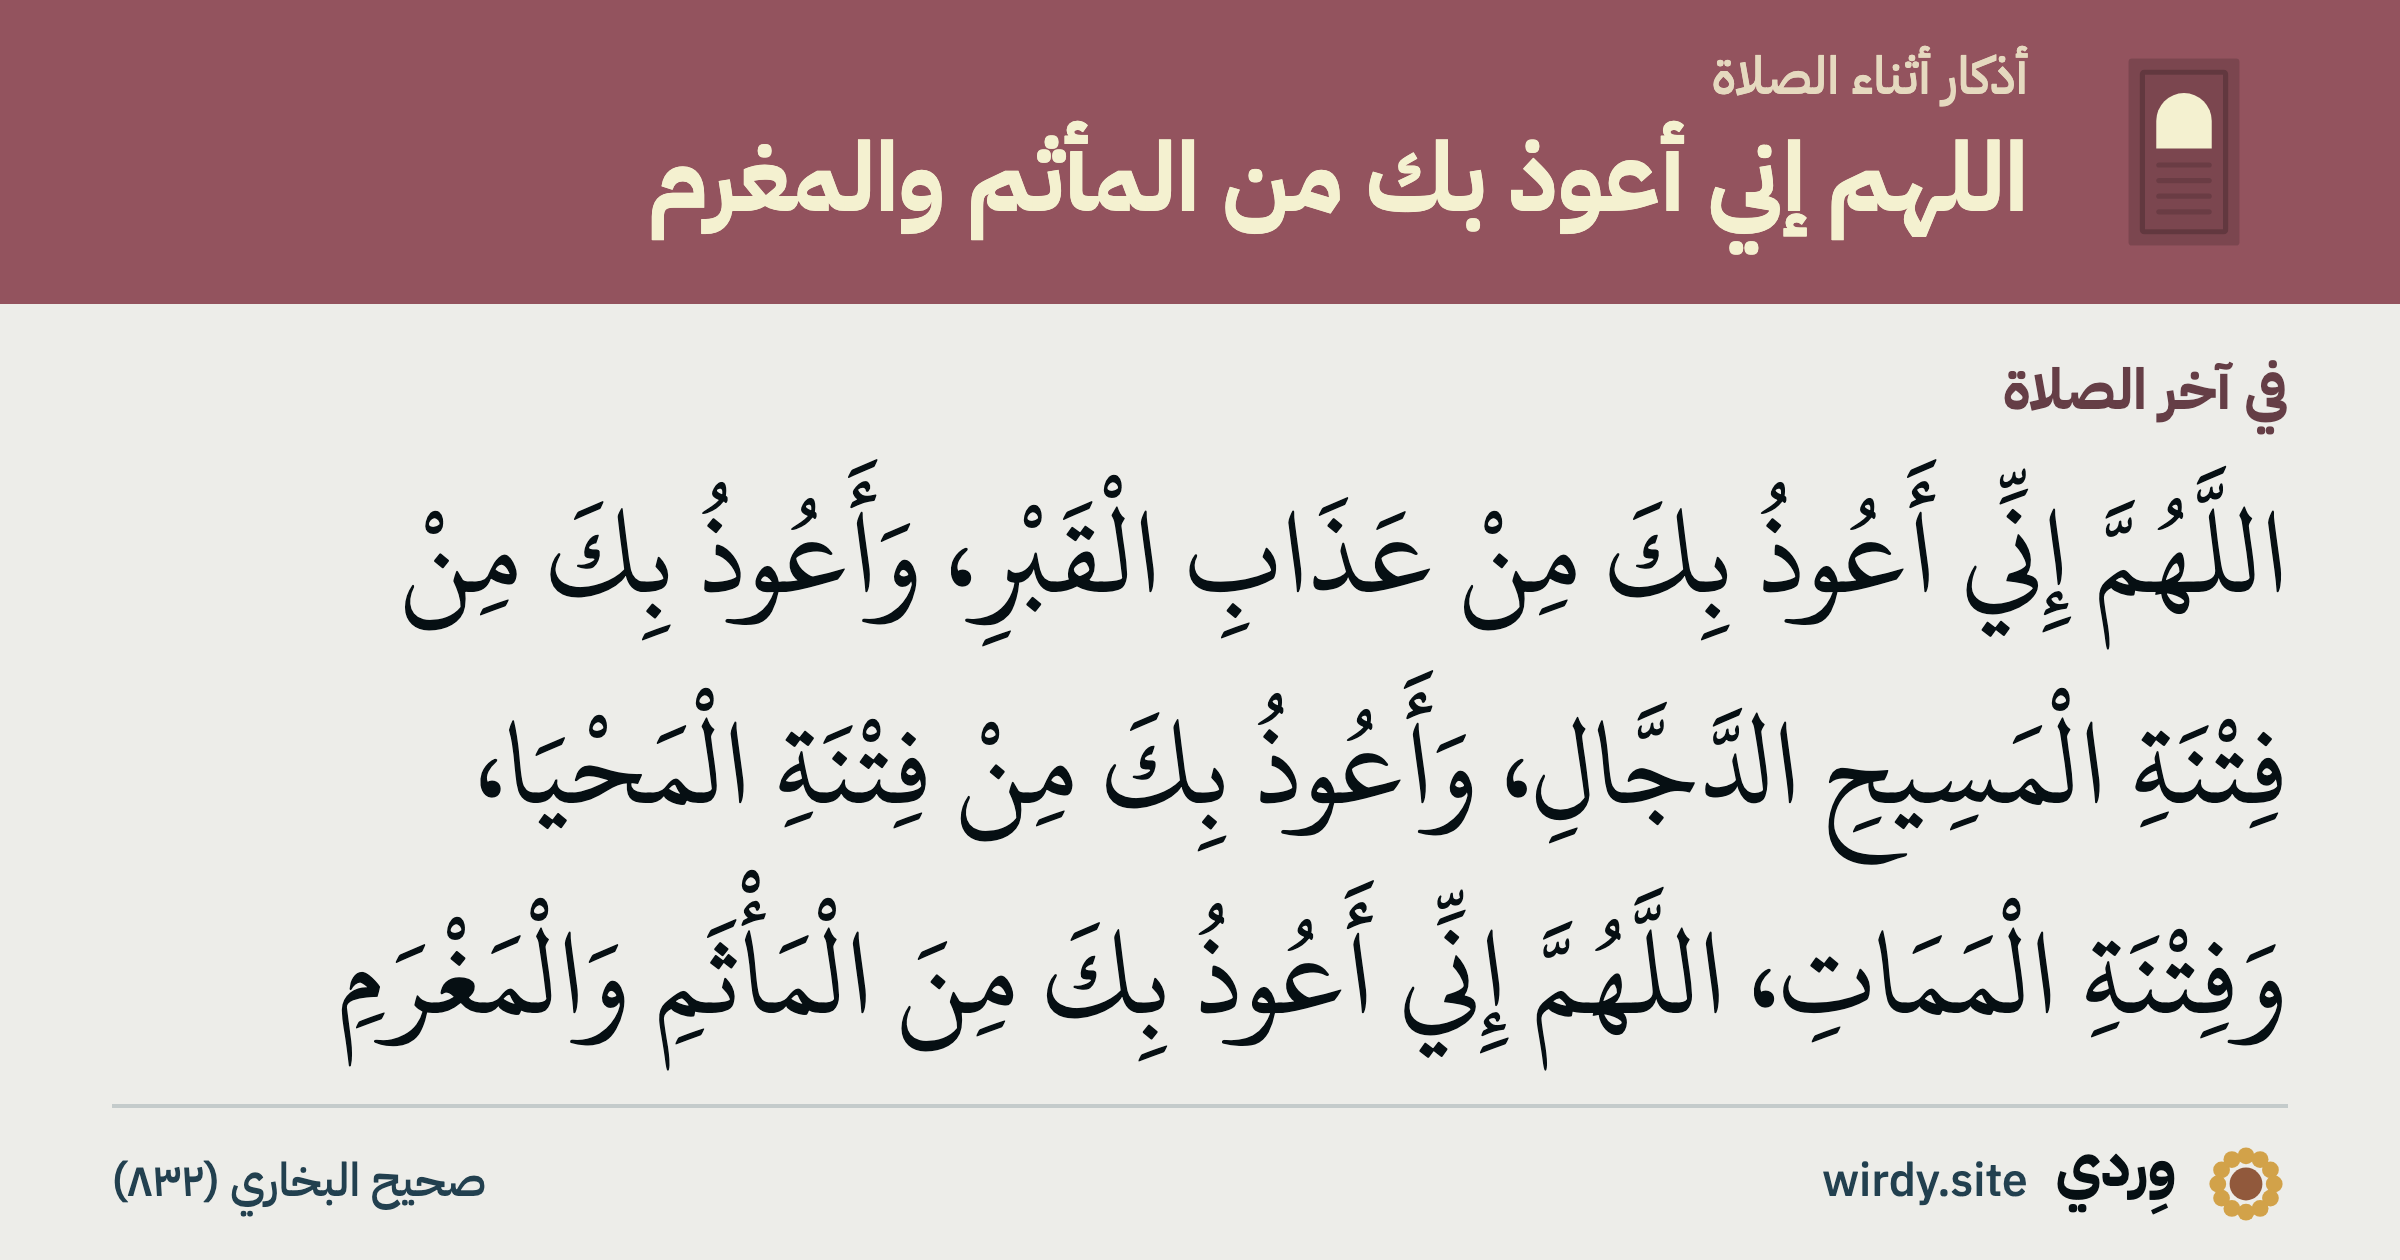 أذكار أثناء الصلاة
اللهم إني أعوذ بك من المأثم والمغرم
في آخر الصلاة
اللَّهُمَّ إِنِّي أَعُوذُ بِكَ مِنْ عَذَابِ الْقَبْرِ، وَأَعُوذُ بِكَ مِنْ
فِتْنَةِ الْمَسِيحِ الدَّجَّالِ، وَأَعُوذُ بِكَ مِنْ فِتْنَةِ الْمَحْيَا،
وَفِتْنَةِ الْمَمَاتِ، اللَّهُمَّ إِنِّي أَعُوذُ بِكَ مِنَ الْمَأْثَمِ وَالْمَغْرَمِ
وِردي wirdy.site
صحيح البخاري (٨٣٢)